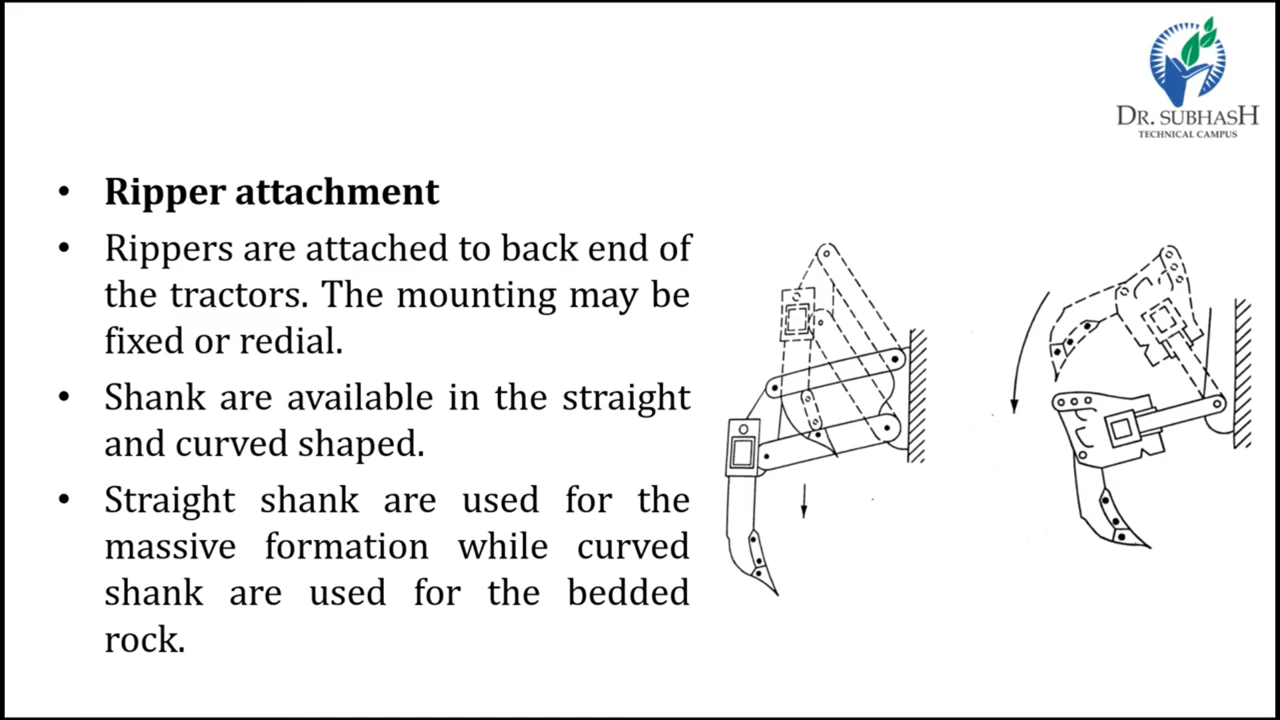 DR. SUBHASH
TECHNICAL CAMPUS
• Ripper attachment
• Rippers are attached to back end of
the tractors. The mounting may be
fixed or redial.
• Shank are available in the straight
and curved shaped.
• Straight shank are used for the
massive formation while curved
shank are used for the bedded
rock.